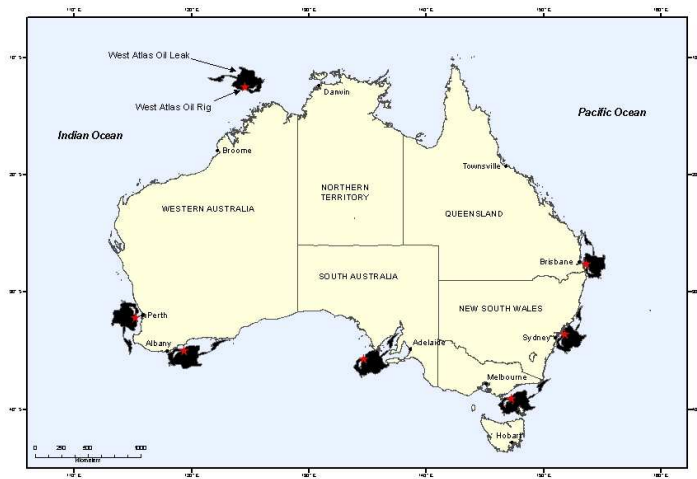 West Atlas Oil Leak
West Atlas Oil Rig
Darwin
Pacific Ocean
Indian Ocean
Broome
Townsville
NORTHERN
TERRITORY
WESTERN AUSTRALIA
QUEENSLAND
Brisbane
SOUTH AUSTRALIA
NEW SOUTH WALES
Perth
Sydney
Albany
Adelaide
Melbourne
Hobart
0 250 500 1000
Kilometers